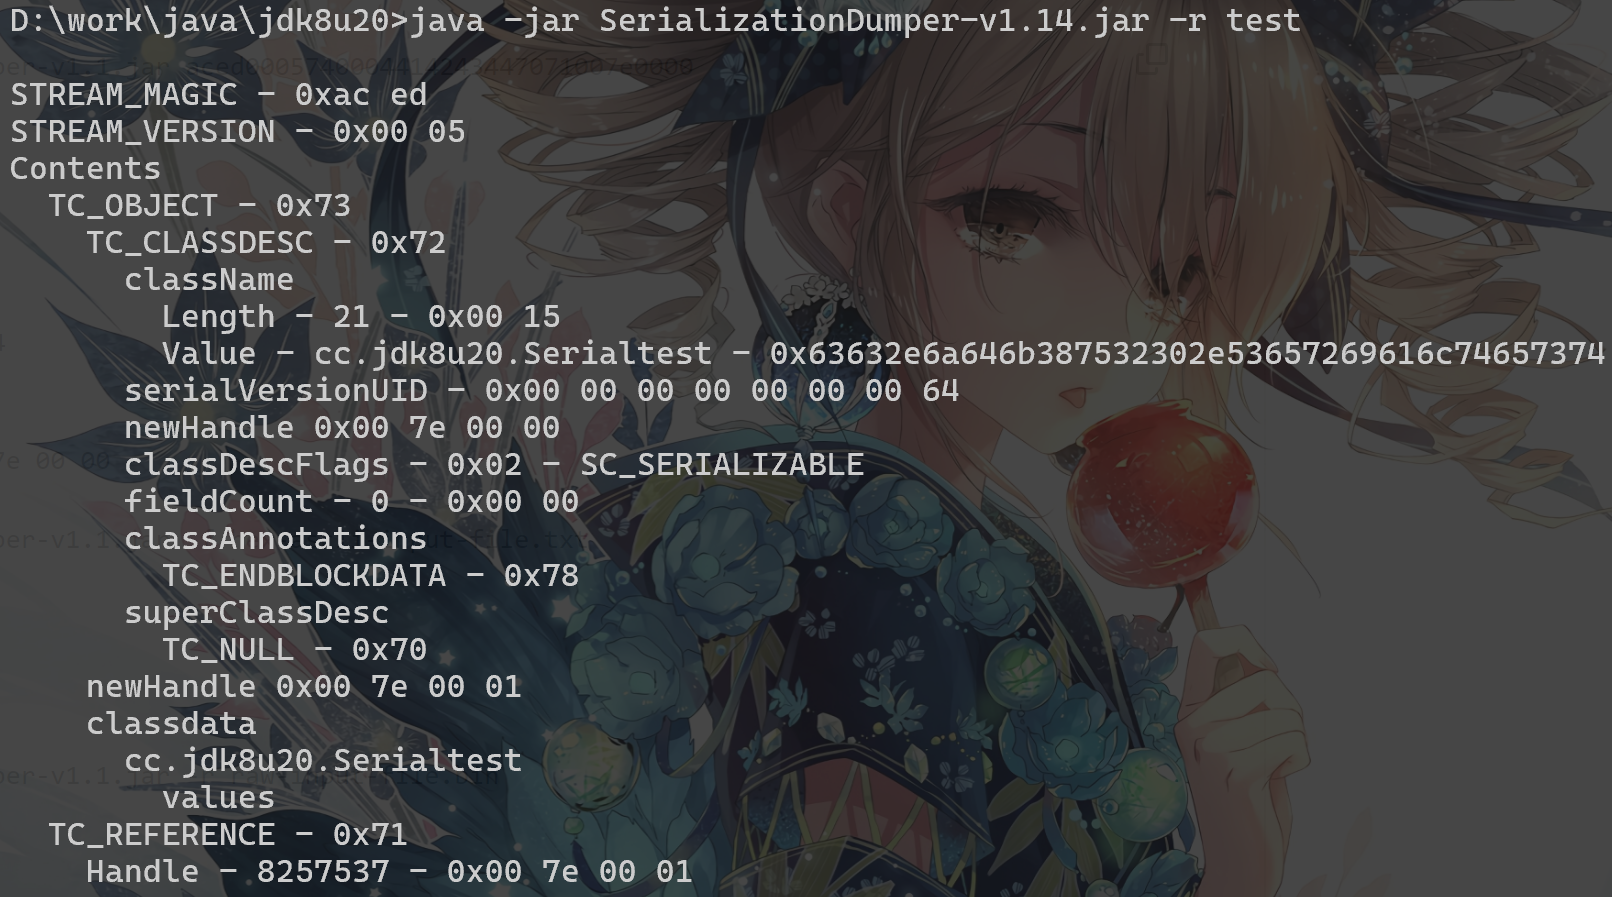 D:\work\java\jdk8u20>java -jar SerializationDumper-v1.14.jar -r test
STREAM_MAGIC - 0xac ed
STREAM_VERSION - 0x00 05
Contents
TC_OBJECT - 0x73
TC_CLASSDESC - 0x72
className
Length - 21 - 0x00 15
Value - cc.jdk8u20.Serialtest - 0x63632e6a646b387532302e53657269616c74657374
serialVersionUID - 0x00 00 00 00 00 00 00 64
newHandle 0x00 7e 00 00
classDescFlags - 0x02 - SC_SERIALIZABLE
fieldCount - 0 - 0x00 00
classAnnotations
TC_ENDBLOCKDATA - 0x78
superClassDesc
TC_NULL - 0x70
newHandle 0x00 7e 00 01
classdata
cc.jdk8u20.Serialtest
values
TC_REFERENCE - 0x71
Handle - 8257537 - 0x00 7e 00 01